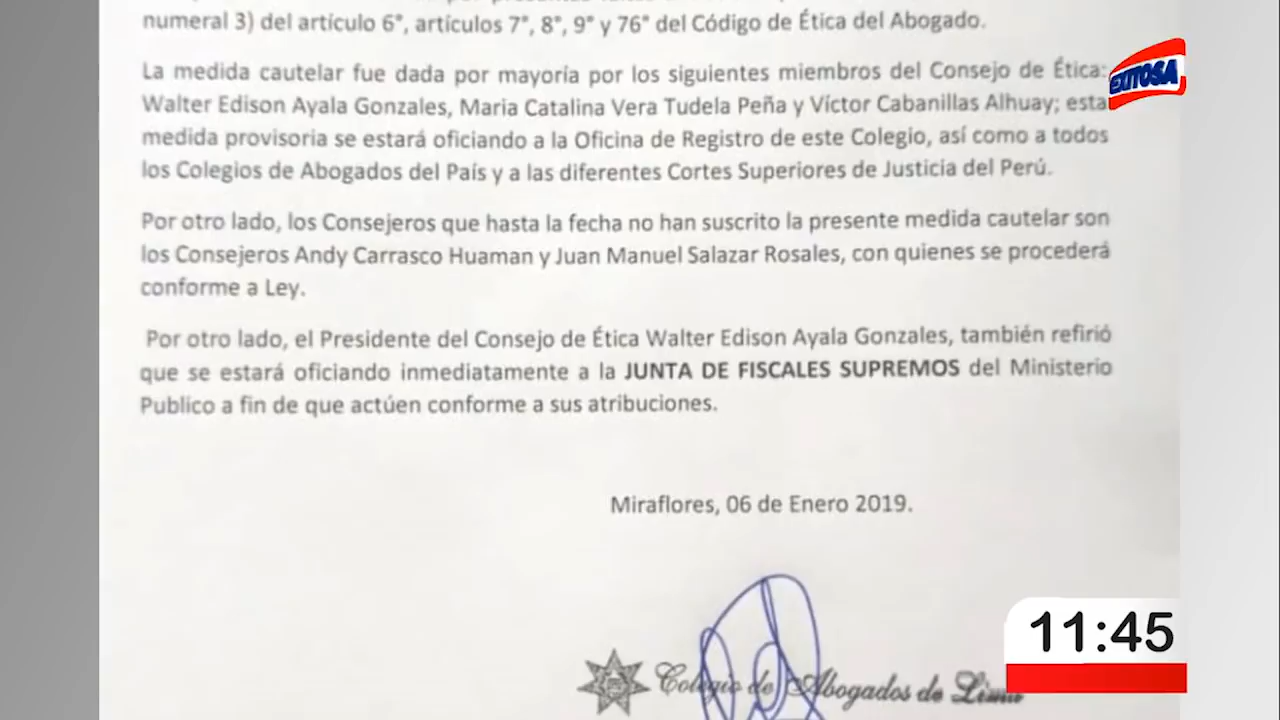 numeral 3) del artículo 6°, artículos 7°, 8°, 9° y 76° del Código de Ética del Abogado.
La medida cautelar fue dada por mayoría por los siguientes miembros del Consejo de Ética:
Walter Edison Ayala Gonzales, Maria Catalina Vera Tudela Peña y Víctor Cabanillas Alhuay; esta
medida provisoria se estará oficiando a la Oficina de Registro de este Colegio, así como a todos
los Colegios de Abogados del País y a las diferentes Cortes Superiores de Justicia del Perú.
Por otro lado, los Consejeros que hasta la fecha no han suscrito la presente medida cautelar son
los Consejeros Andy Carrasco Huaman y Juan Manuel Salazar Rosales, con quienes se procederá
conforme a Ley.
Por otro lado, el Presidente del Consejo de Ética Walter Edison Ayala Gonzales, también refirió
que se estará oficiando inmediatamente a la JUNTA DE FISCALES SUPREMOS del Ministerio
Publico a fin de que actúen conforme a sus atribuciones.
Miraflores, 06 de Enero 2019.
Colegio de Abogados de Lima
EXITOSA
11:45